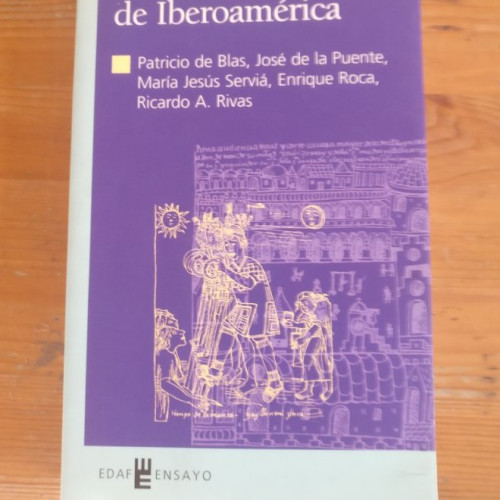 de Iberoamérica
Patricio de Blas, José de la Puente,
María Jesús Serviá, Enrique Roca,
Ricardo A. Rivas
EDAF ENSAYO